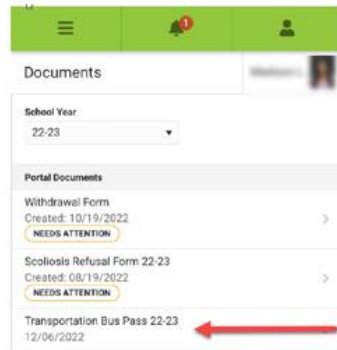 1
Documents
School Year
22-23
Portal Documents
Withdrawal Form
Created: 10/19/2022
NEEDS ATTENTION
Scoliosis Refusal Form 22-23
Created: 08/19/2022
NEEDS ATTENTION
Transportation Bus Pass 22-23
12/06/2022